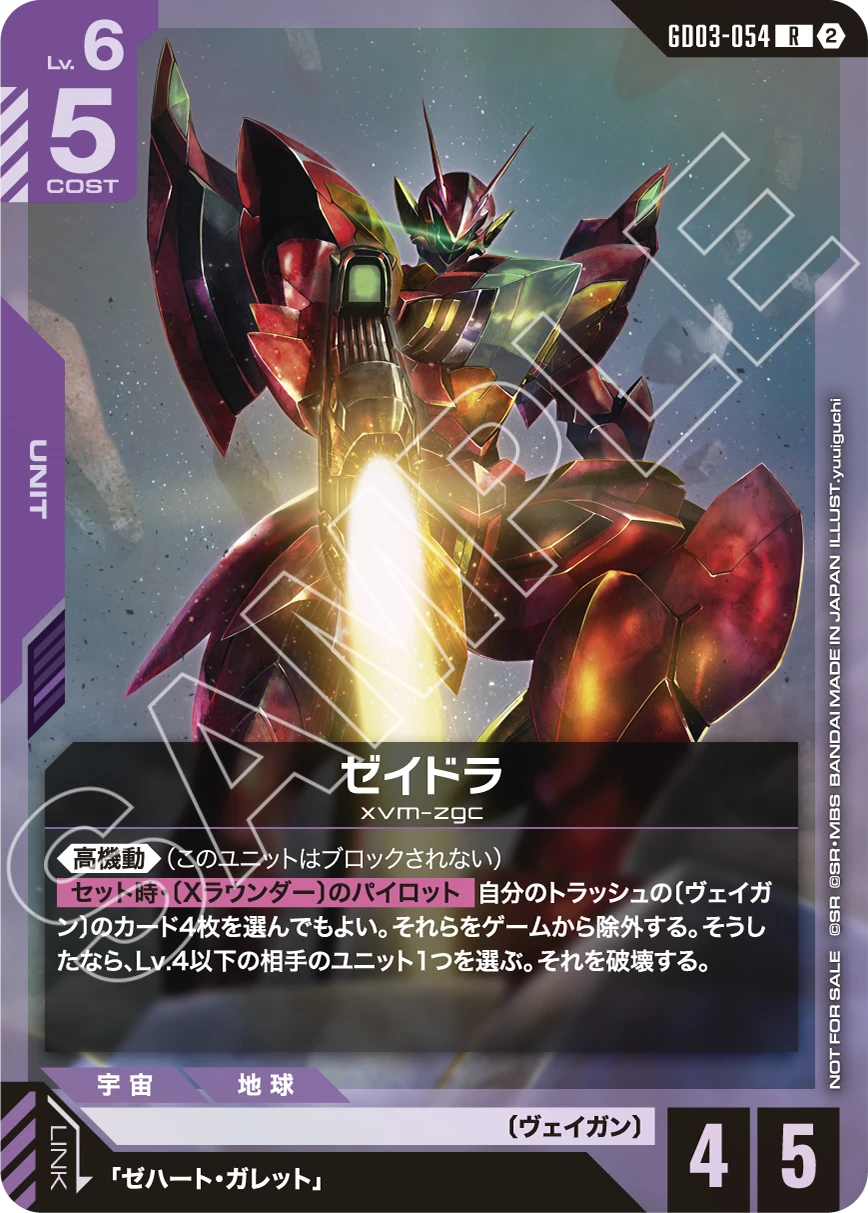 GD03-054 R 2
Lv. 6
5
COST
UNIT
SAMPLE
ゼイドラ
xvm-zgc
高機動 (このユニットはブロックされない)
セット時・〔Xラウンダー〕のパイロット 自分のトラッシュの〔ヴェイガ
ン〕のカード4枚を選んでもよい。それらをゲームから除外する。そうし
たなら、Lv.4以下の相手のユニット1つを選ぶ。それを破壊する。
宇宙 地球
〔ヴェイガン〕
LINK
「ゼハート・ガレット」
4 5
NOT FOR SALE ©SR ©SR・MBS BANDAI MADE IN JAPAN ILLUST.yuuiguchi